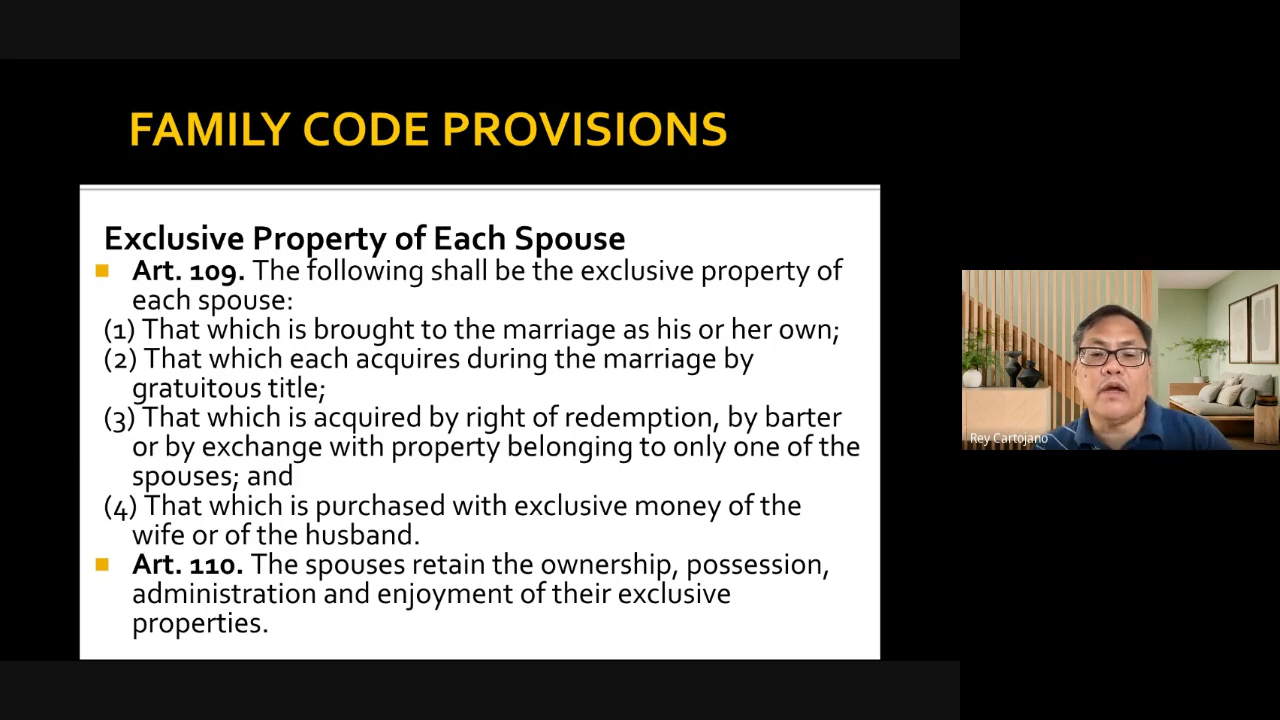 FAMILY CODE PROVISIONS
Exclusive Property of Each Spouse
Art. 109. The following shall be the exclusive property of
each spouse:
(1) That which is brought to the marriage as his or her own;
(2) That which each acquires during the marriage by
gratuitous title;
(3) That which is acquired by right of redemption, by barter
or by exchange with property belonging to only one of the
spouses; and
(4) That which is purchased with exclusive money of the
wife or of the husband.
Art. 110. The spouses retain the ownership, possession,
administration and enjoyment of their exclusive
properties.
Rey Cartojano